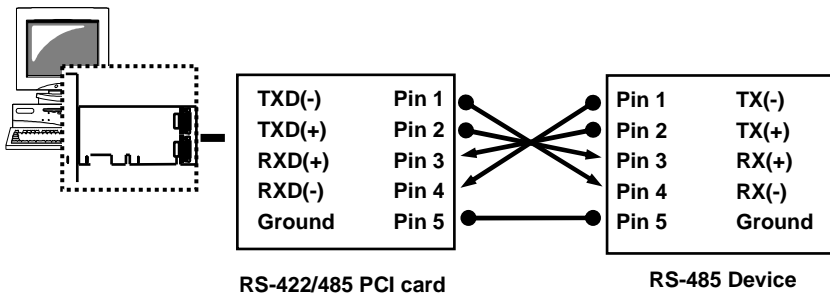 TXD(-) Pin 1
TXD(+) Pin 2
RXD(+) Pin 3
RXD(-) Pin 4
Ground Pin 5
RS-422/485 PCI card
Pin 1 TX(-)
Pin 2 TX(+)
Pin 3 RX(+)
Pin 4 RX(-)
Pin 5 Ground
RS-485 Device